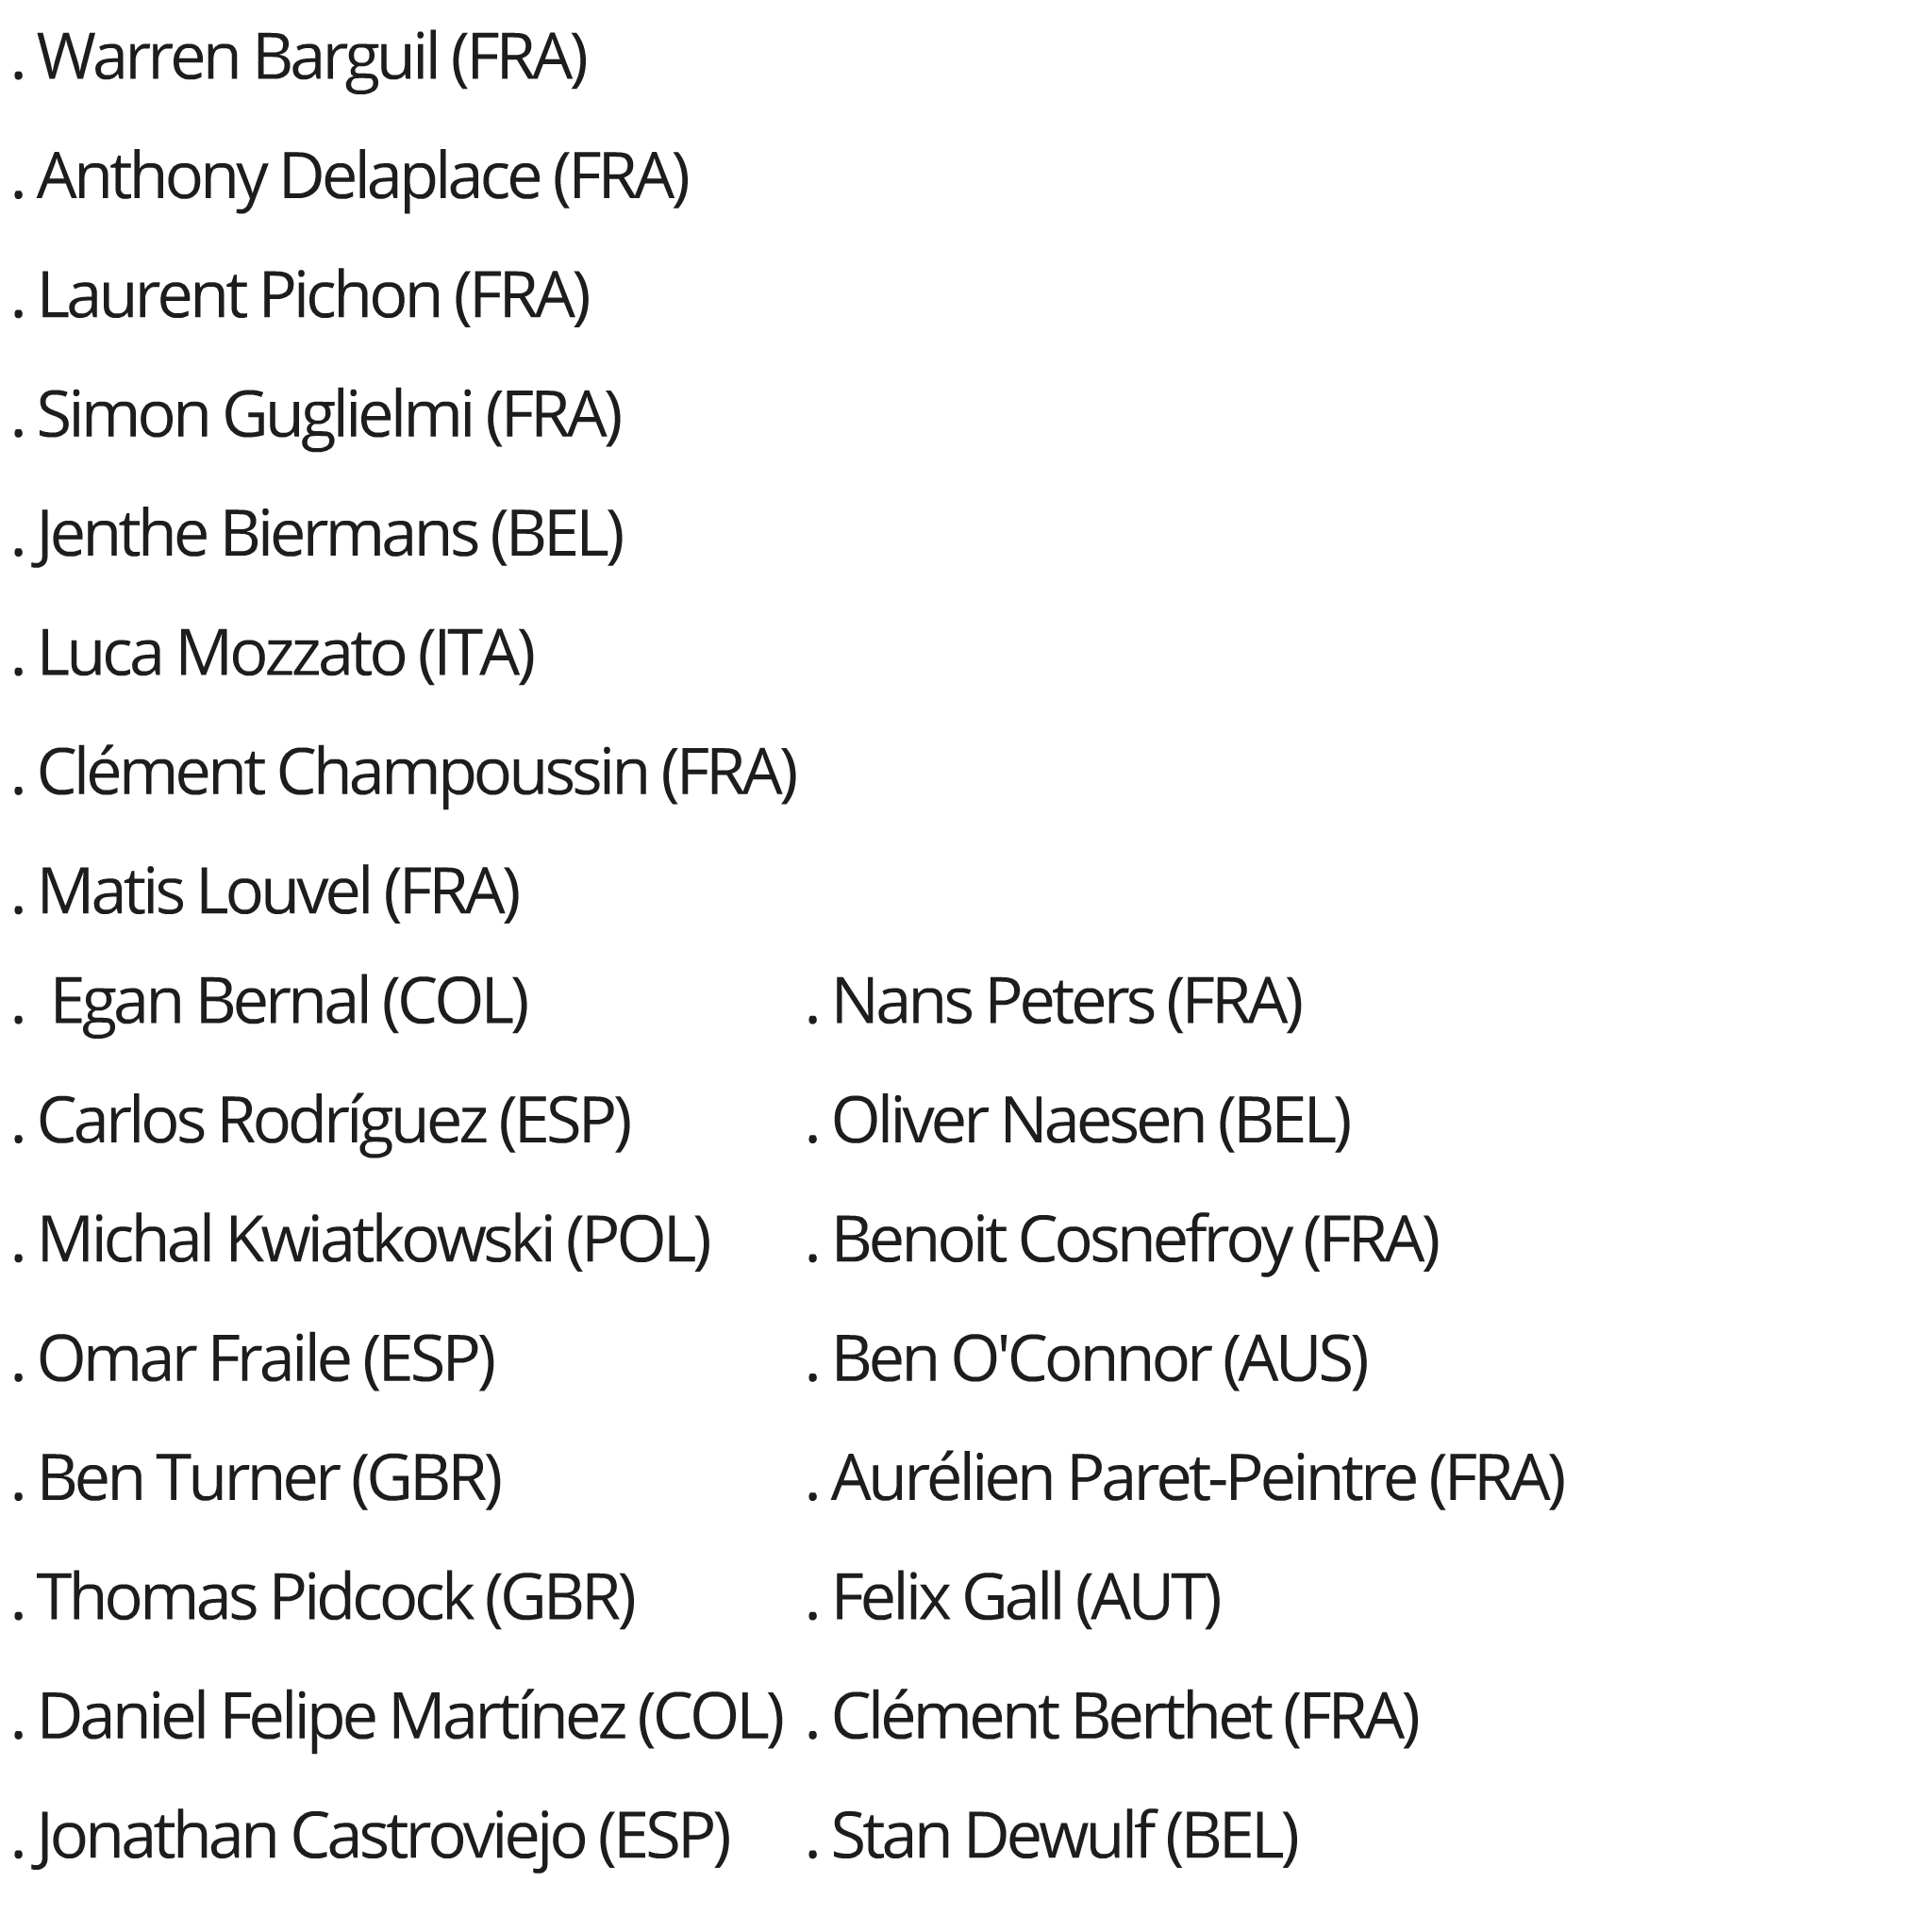 . Warren Barguil (FRA)
. Anthony Delaplace (FRA)
. Laurent Pichon (FRA)
. Simon Guglielmi (FRA)
. Jenthe Biermans (BEL)
. Luca Mozzato (ITA)
. Clément Champoussin (FRA)
. Matis Louvel (FRA)
. Egan Bernal (COL)
. Carlos Rodríguez (ESP)
. Michal Kwiatkowski (POL)
. Omar Fraile (ESP)
. Ben Turner (GBR)
. Thomas Pidcock (GBR)
. Daniel Felipe Martínez (COL)
. Jonathan Castroviejo (ESP)
. Nans Peters (FRA)
. Oliver Naesen (BEL)
. Benoit Cosnefroy (FRA)
. Ben O'Connor (AUS)
. Aurélien Paret-Peintre (FRA)
. Felix Gall (AUT)
. Clément Berthet (FRA)
. Stan Dewulf (BEL)